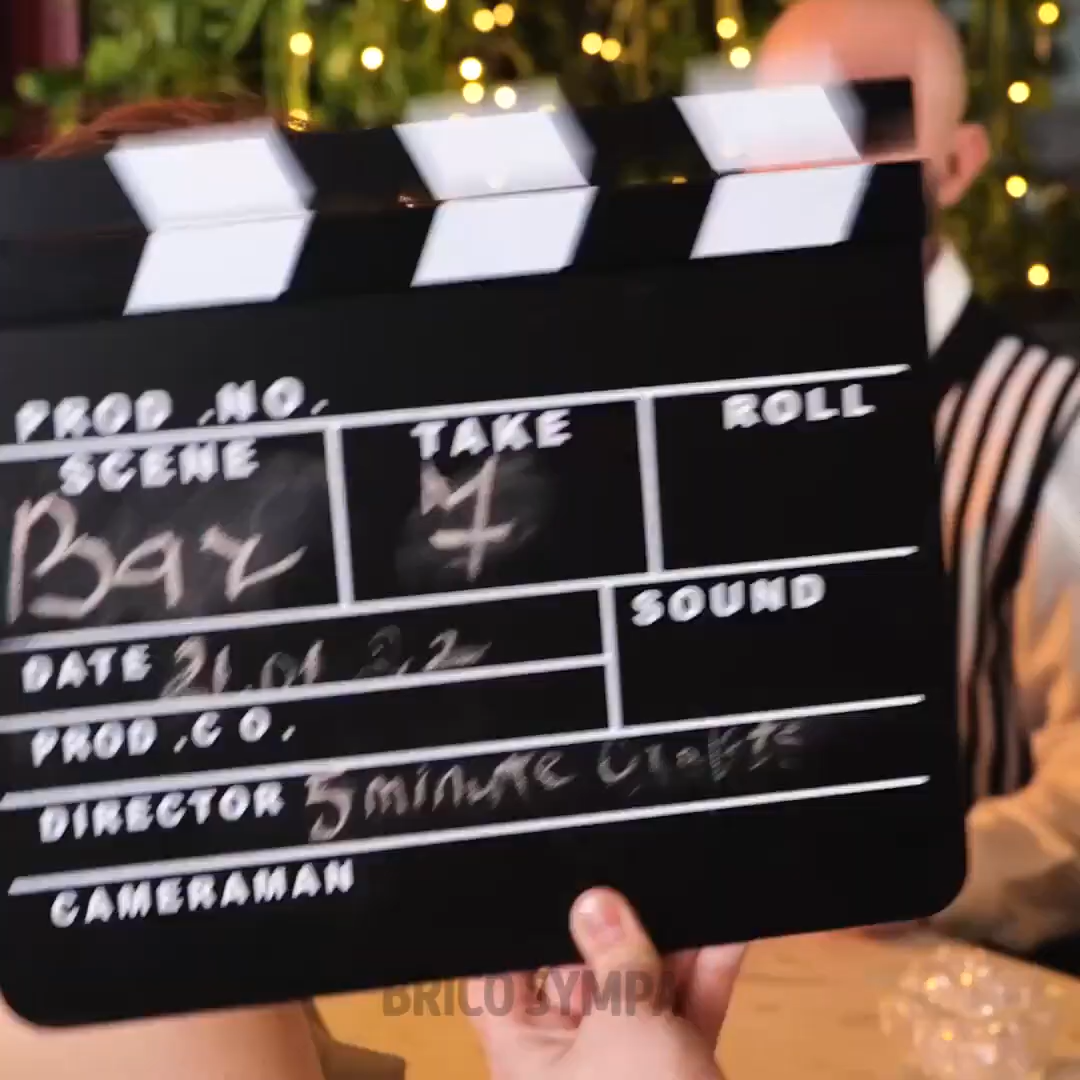 PROD .NO.
SCENE TAKE ROLL
Bar 7
SOUND
DATE 21.01 22
PROD .CO.
DIRECTOR 5 minute Crafts
CAMERAMAN
BRICO SYMPA